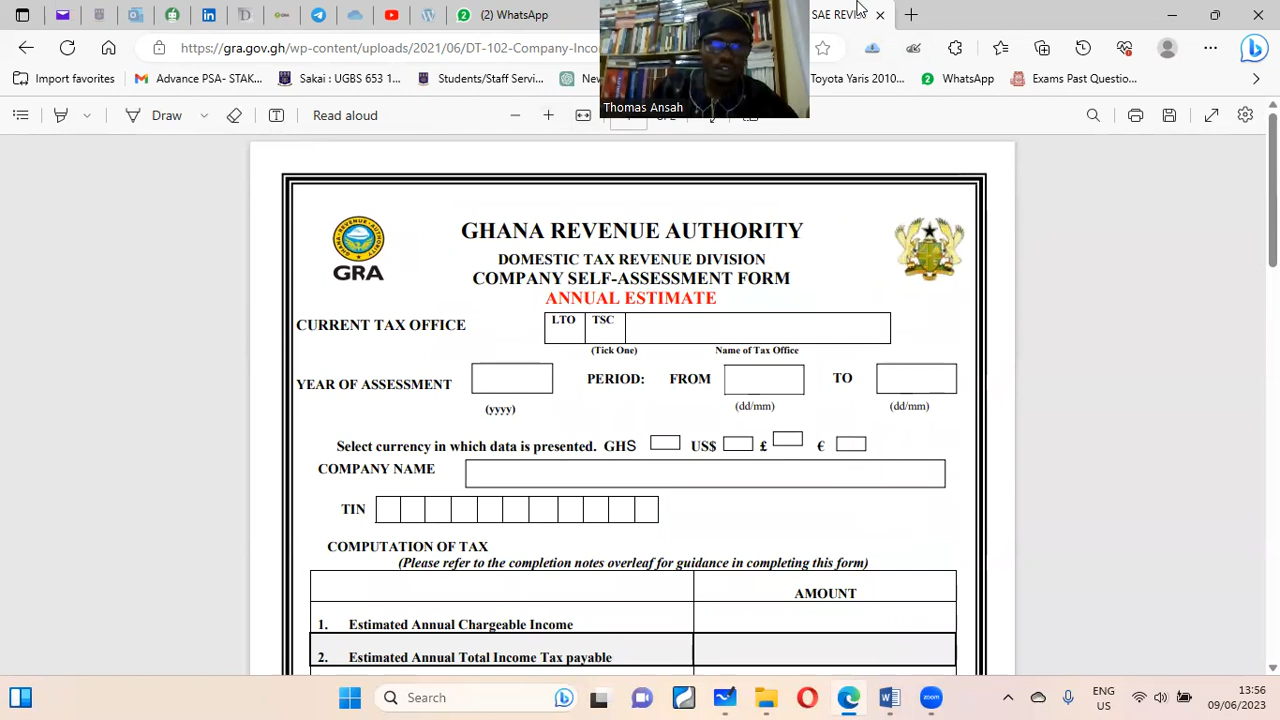 (2) WhatsApp
SAE REVIS
https://gra.gov.gh/wp-content/uploads/2021/06/DT-102-Company-Inco
Import favorites
Advance PSA- STAK...
Sakai : UGBS 653 1...
Students/Staff Servi...
New
Toyota Yaris 2010...
WhatsApp
Exams Past Questio...
Draw
Read aloud
Thomas Ansah
GHANA REVENUE AUTHORITY
DOMESTIC TAX REVENUE DIVISION
COMPANY SELF-ASSESSMENT FORM
ANNUAL ESTIMATE
GRA
CURRENT TAX OFFICE
LTO TSC
(Tick One) Name of Tax Office
YEAR OF ASSESSMENT PERIOD: FROM TO
(yyyy) (dd/mm) (dd/mm)
Select currency in which data is presented. GHS US$ £ €
COMPANY NAME
TIN
COMPUTATION OF TAX
(Please refer to the completion notes overleaf for guidance in completing this form)
AMOUNT
1. Estimated Annual Chargeable Income
2. Estimated Annual Total Income Tax payable
Search
ENG
UK
13:56
09/06/2023
zoom